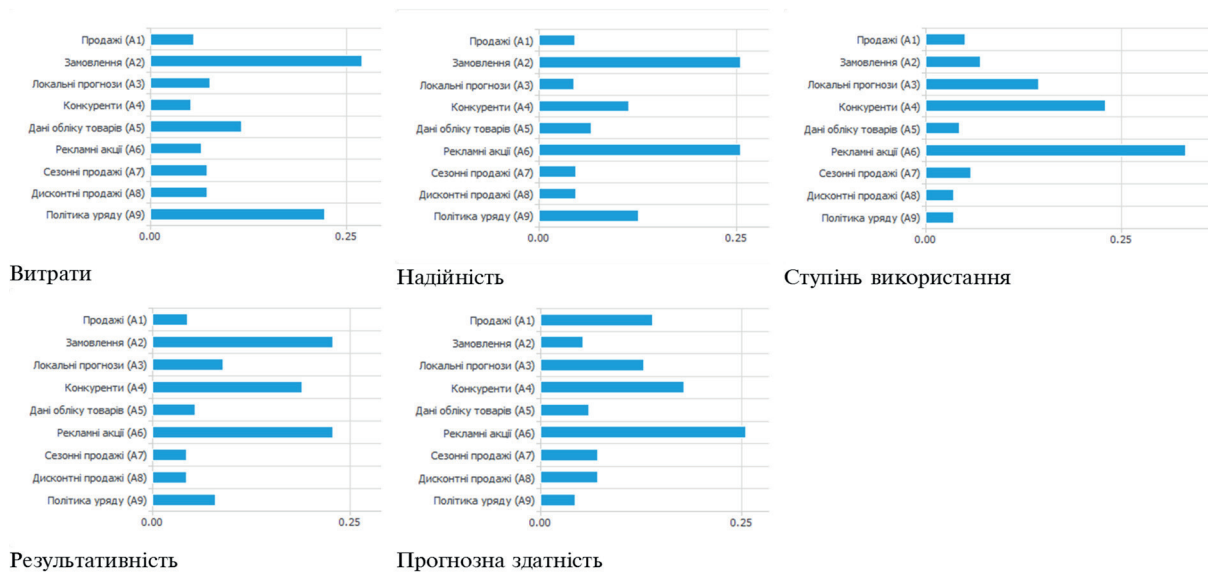 Продажі (A1)
Замовлення (A2)
Локальні прогнози (A3)
Конкуренти (A4)
Дані обліку товарів (A5)
Рекламні акції (A6)
Сезонні продажі (A7)
Дисконтні продажі (A8)
Політика уряду (A9)
0.00 0.25
Витрати
Продажі (A1)
Замовлення (A2)
Локальні прогнози (A3)
Конкуренти (A4)
Дані обліку товарів (A5)
Рекламні акції (A6)
Сезонні продажі (A7)
Дисконтні продажі (A8)
Політика уряду (A9)
0.00 0.25
Надійність
Продажі (A1)
Замовлення (A2)
Локальні прогнози (A3)
Конкуренти (A4)
Дані обліку товарів (A5)
Рекламні акції (A6)
Сезонні продажі (A7)
Дисконтні продажі (A8)
Політика уряду (A9)
0.00 0.25
Ступінь використання
Продажі (A1)
Замовлення (A2)
Локальні прогнози (A3)
Конкуренти (A4)
Дані обліку товарів (A5)
Рекламні акції (A6)
Сезонні продажі (A7)
Дисконтні продажі (A8)
Політика уряду (A9)
0.00 0.25
Результативність
Продажі (A1)
Замовлення (A2)
Локальні прогнози (A3)
Конкуренти (A4)
Дані обліку товарів (A5)
Рекламні акції (A6)
Сезонні продажі (A7)
Дисконтні продажі (A8)
Політика уряду (A9)
0.00 0.25
Прогнозна здатність